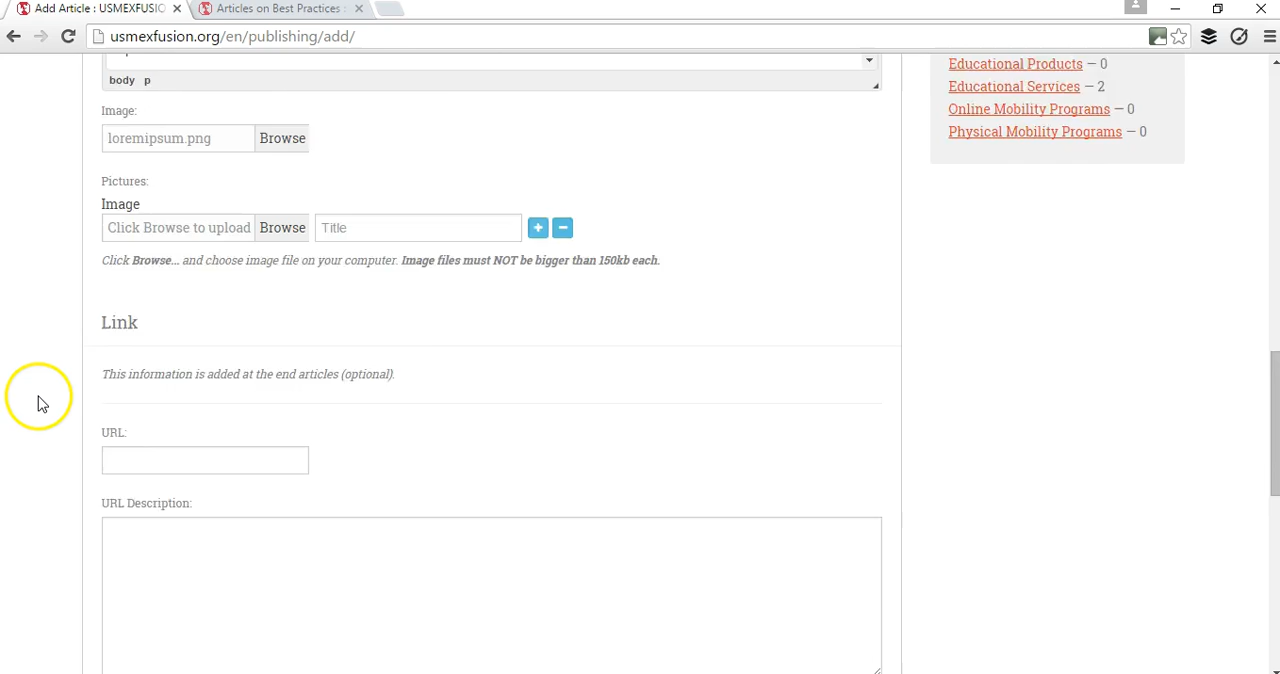 Add Article : USMEXFUSIO
Articles on Best Practices :
usmexfusion.org/en/publishing/add/
body p
Image:
loremipsum.png Browse
Pictures:
Image
Click Browse to upload Browse Title + −
Click Browse... and choose image file on your computer. Image files must NOT be bigger than 150kb each.
Link
This information is added at the end articles (optional).
URL:
URL Description:
Educational Products — 0
Educational Services — 2
Online Mobility Programs — 0
Physical Mobility Programs — 0